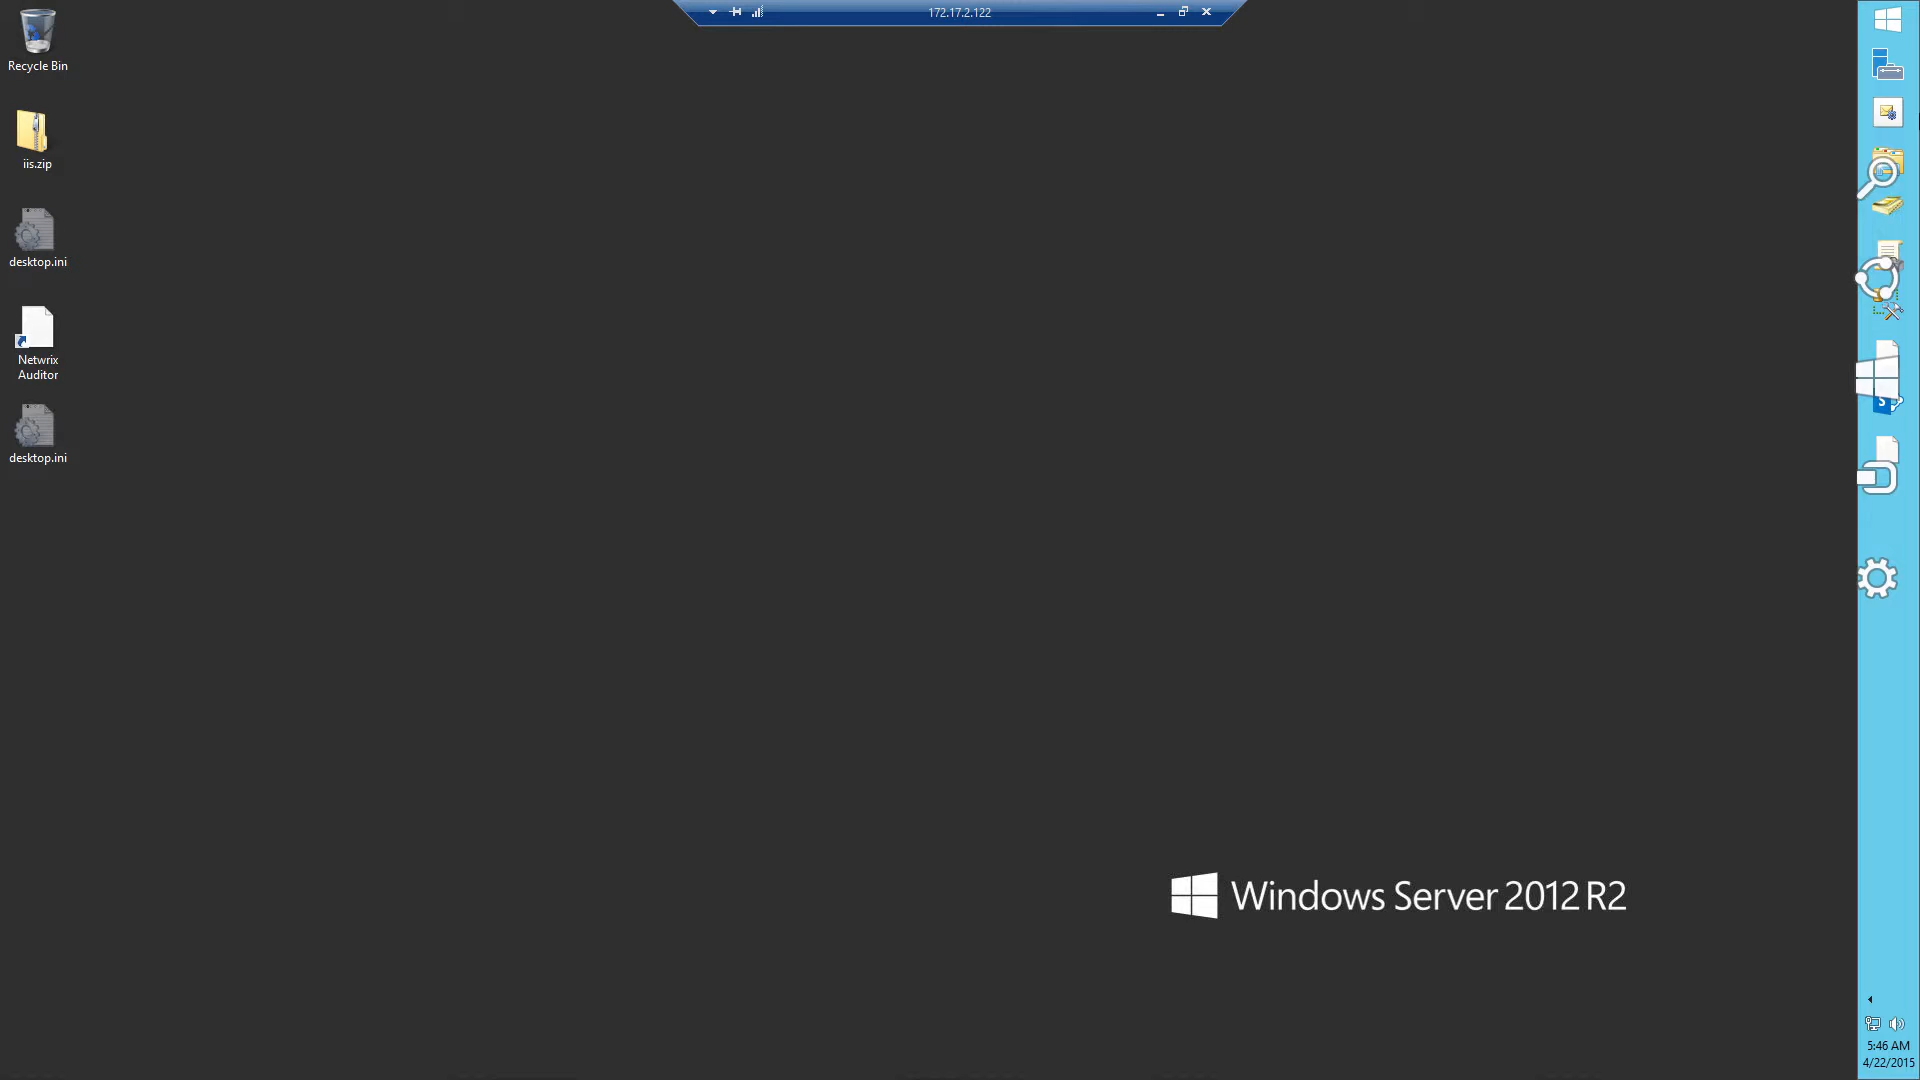 172.17.2.122
Recycle Bin
iis.zip
desktop.ini
Netwrix
Auditor
desktop.ini
S
Windows Server 2012 R2
5:46 AM
4/22/2015